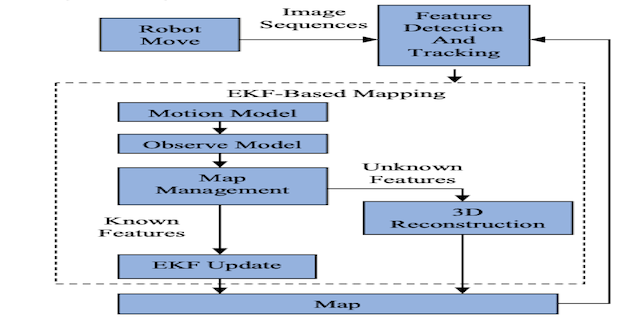 Robot
Move
Image
Sequences
Feature
Detection
And
Tracking
EKF-Based Mapping
Motion Model
Observe Model
Map
Management
Unknown
Features
Known
Features
3D
Reconstruction
EKF Update
Map